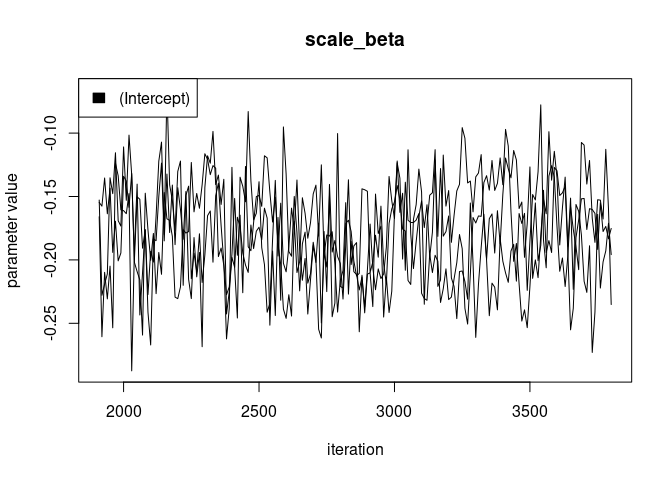 scale_beta
(Intercept)
parameter value
-0.10
-0.15
-0.20
-0.25
2000 2500 3000 3500
iteration